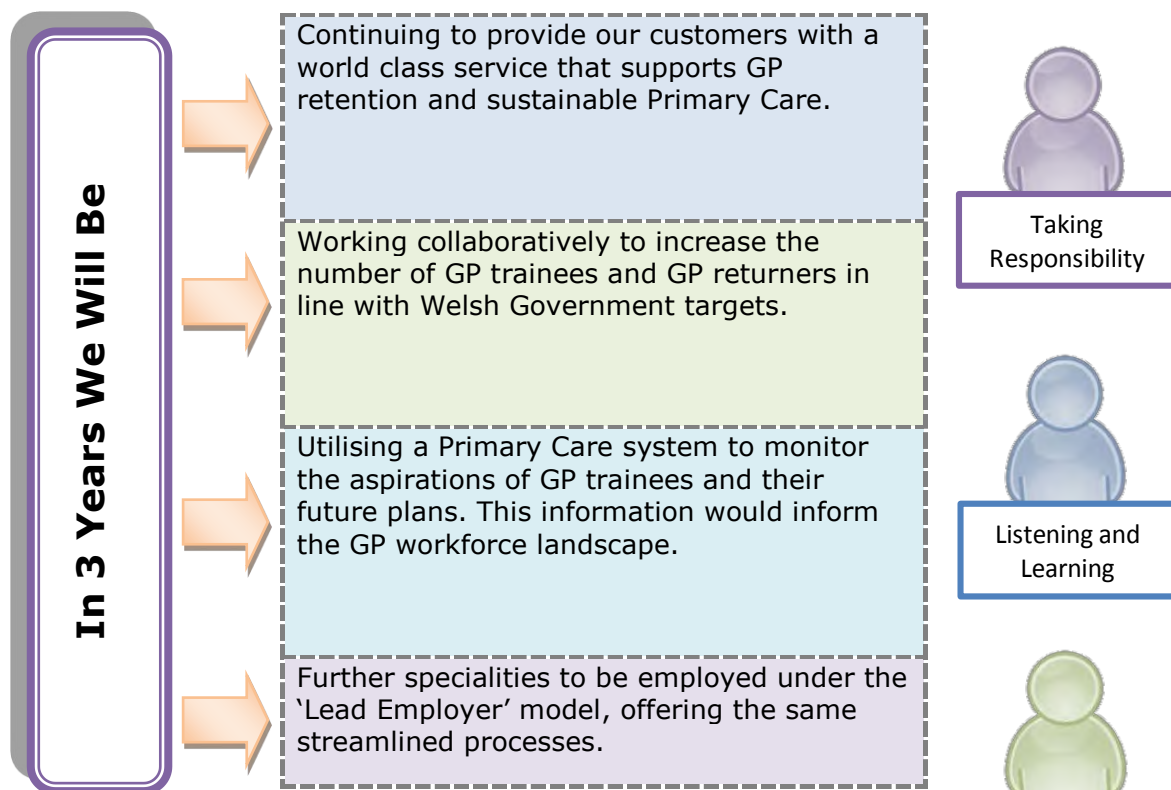 In 3 Years We Will Be
Continuing to provide our customers with a
world class service that supports GP
retention and sustainable Primary Care.
Working collaboratively to increase the
number of GP trainees and GP returners in
line with Welsh Government targets.
Utilising a Primary Care system to monitor
the aspirations of GP trainees and their
future plans. This information would inform
the GP workforce landscape.
Further specialities to be employed under the
‘Lead Employer’ model, offering the same
streamlined processes.
Taking
Responsibility
Listening and
Learning